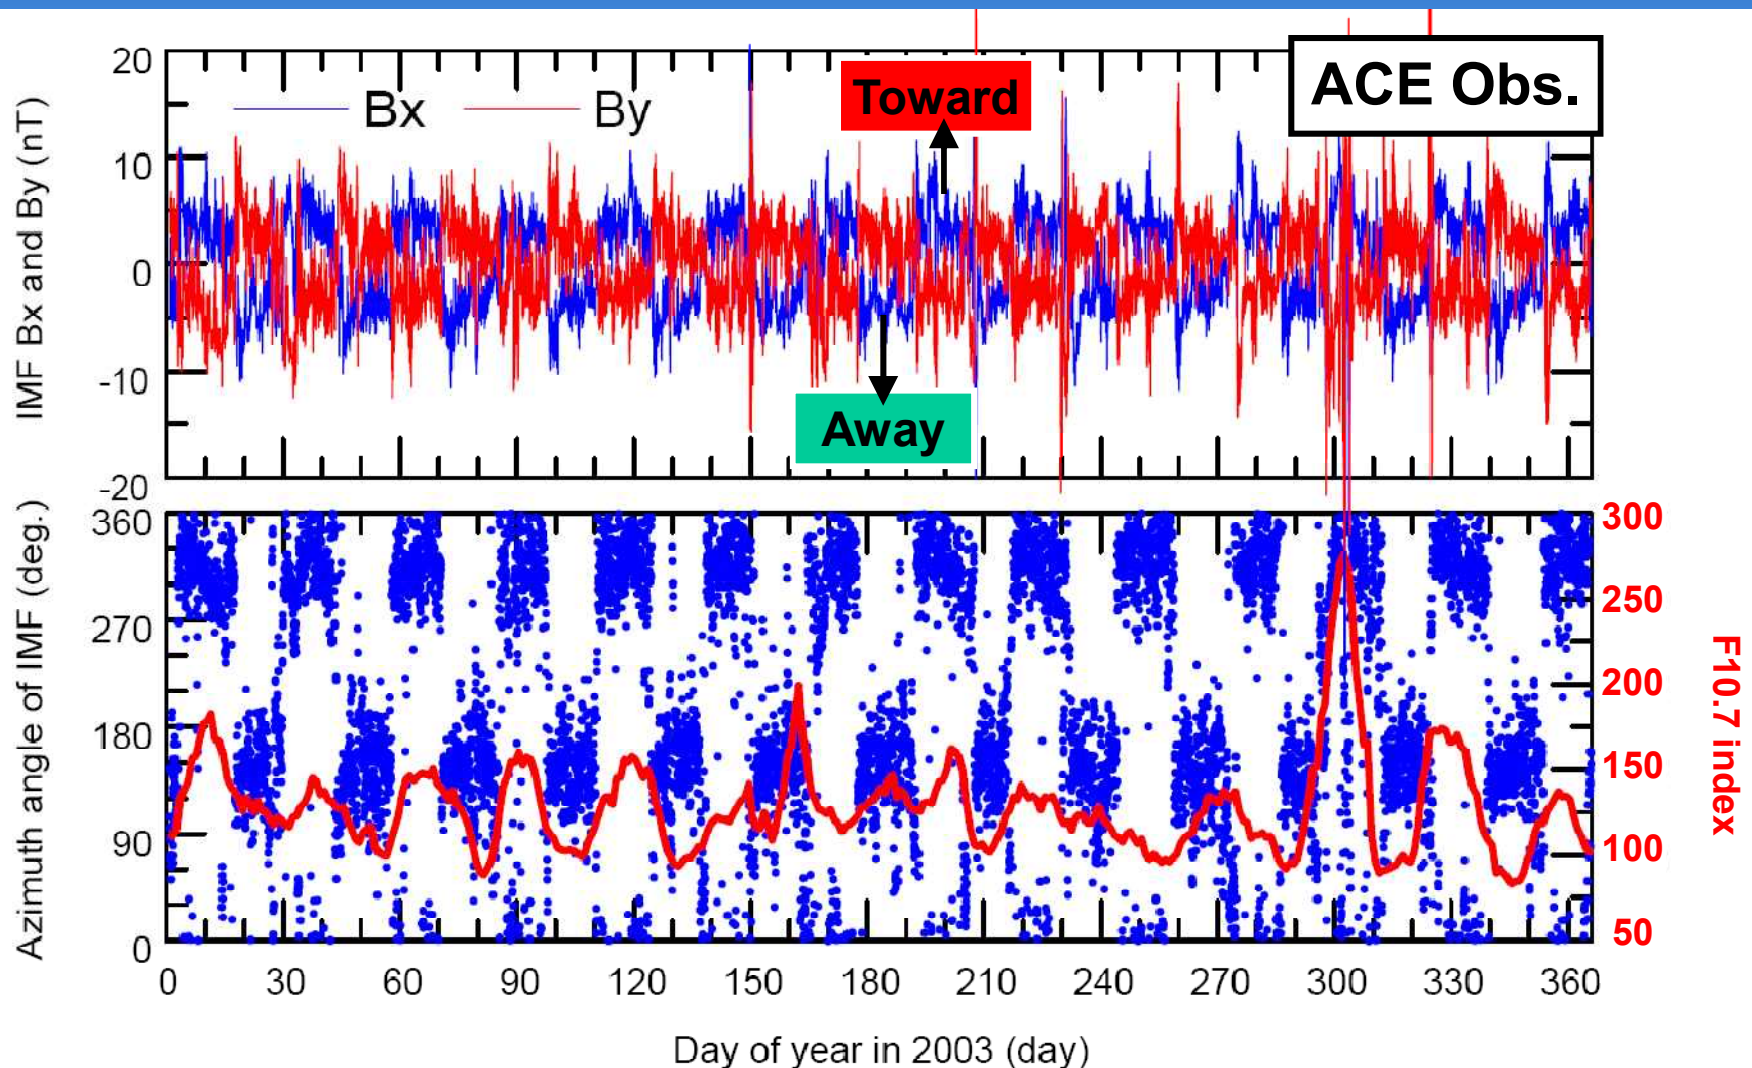 20
10
0
-10
-20
IMF Bx and By (nT)
Bx
By
Toward
Away
ACE Obs.
360
270
180
90
0
Azimuth angle of IMF (deg.)
300
250
200
150
100
50
F10.7 index
0 30 60 90 120 150 180 210 240 270 300 330 360
Day of year in 2003 (day)